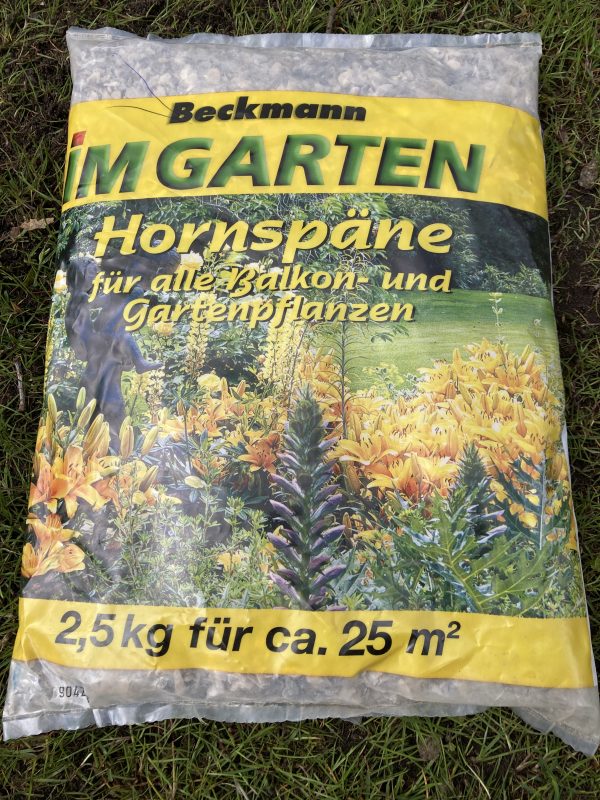 Beckmann
iM GARTEN
Hornspäne
für alle Balkon- und
Gartenpflanzen
2,5 kg für ca. 25 m²